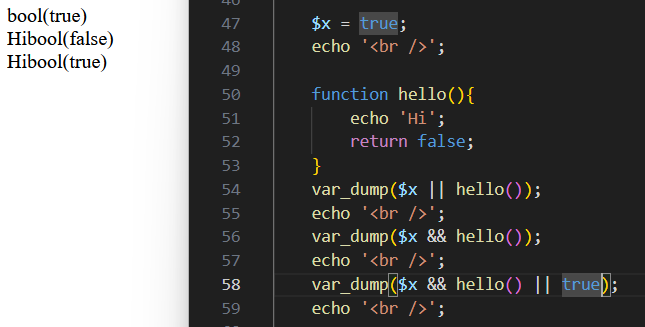 bool(true)
Hibool(false)
Hibool(true)
47 $x = true;
48 echo '<br />';
49
50 function hello(){
51 echo 'Hi';
52 return false;
53 }
54 var_dump($x || hello());
55 echo '<br />';
56 var_dump($x && hello());
57 echo '<br />';
58 var_dump($x && hello() || true);
59 echo '<br />';